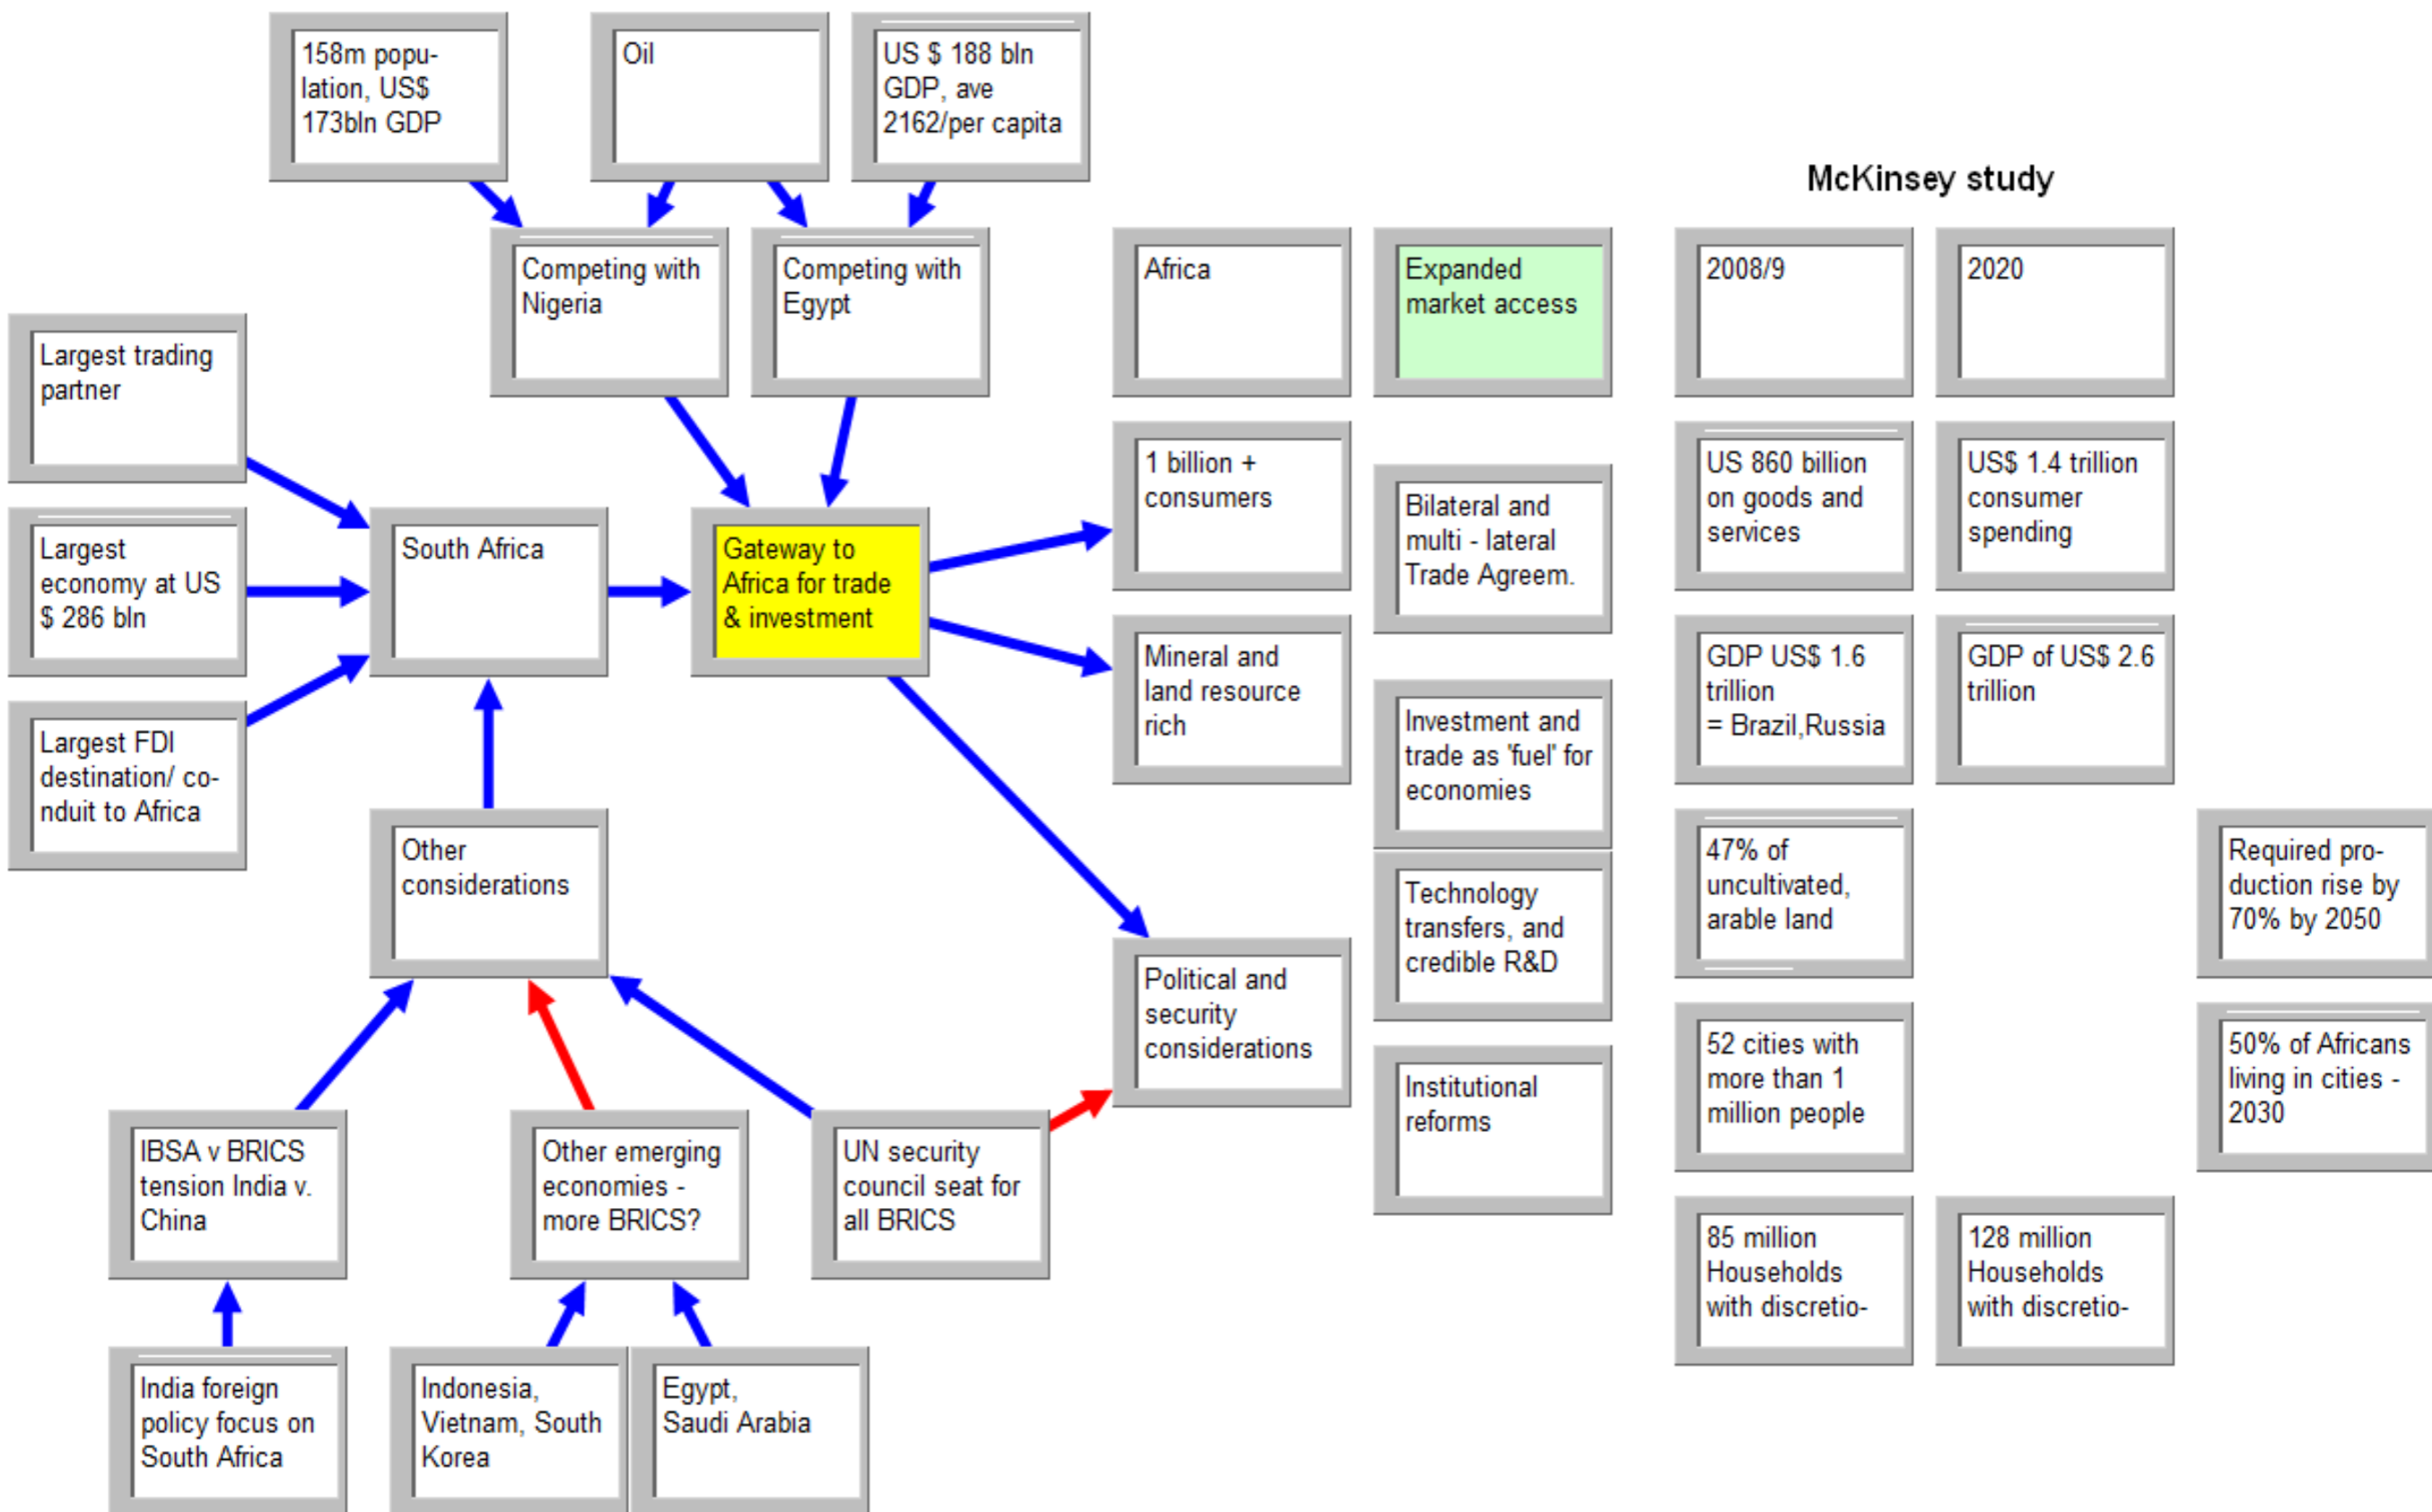 158m popu-
lation, US$
173bln GDP
Oil
US $ 188 bln
GDP, ave
2162/per capita
McKinsey study
Competing with
Nigeria
Competing with
Egypt
Africa
Expanded
market access
2008/9
2020
Largest trading
partner
1 billion +
consumers
Bilateral and
multi - lateral
Trade Agreem.
US 860 billion
on goods and
services
US$ 1.4 trillion
consumer
spending
Largest
economy at US
$ 286 bln
South Africa
Gateway to
Africa for trade
& investment
Mineral and
land resource
rich
GDP US$ 1.6
trillion
= Brazil,Russia
GDP of US$ 2.6
trillion
Largest FDI
destination/ co-
nduit to Africa
Investment and
trade as 'fuel' for
economies
Other
considerations
Technology
transfers, and
credible R&D
47% of
uncultivated,
arable land
Required pro-
duction rise by
70% by 2050
Political and
security
considerations
Institutional
reforms
52 cities with
more than 1
million people
50% of Africans
living in cities -
2030
IBSA v BRICS
tension India v.
China
Other emerging
economies -
more BRICS?
UN security
council seat for
all BRICS
85 million
Households
with discretio-
128 million
Households
with discretio-
India foreign
policy focus on
South Africa
Indonesia,
Vietnam, South
Korea
Egypt,
Saudi Arabia